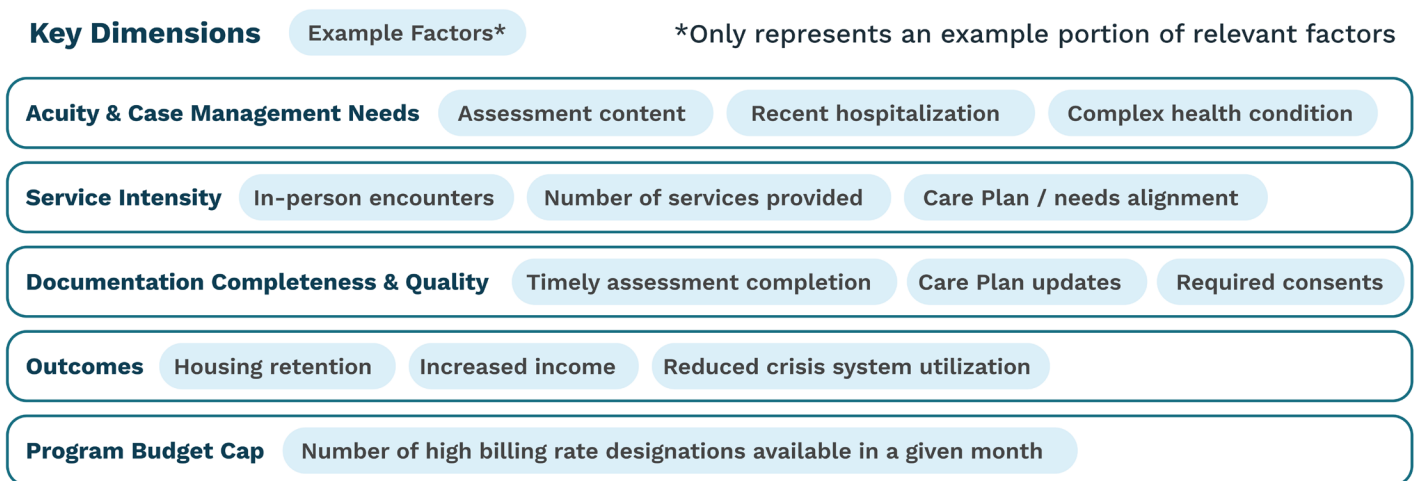 Key Dimensions Example Factors* *Only represents an example portion of relevant factors
Acuity & Case Management Needs Assessment content Recent hospitalization Complex health condition
Service Intensity In-person encounters Number of services provided Care Plan / needs alignment
Documentation Completeness & Quality Timely assessment completion Care Plan updates Required consents
Outcomes Housing retention Increased income Reduced crisis system utilization
Program Budget Cap Number of high billing rate designations available in a given month